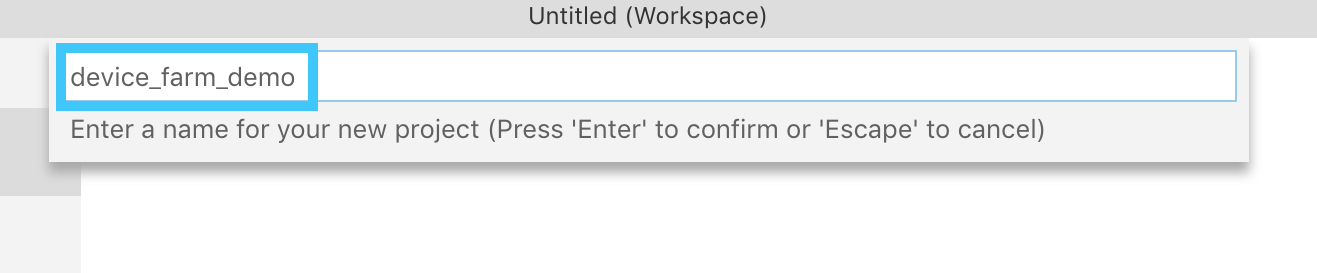 Untitled (Workspace)
device_farm_demo
Enter a name for your new project (Press 'Enter' to confirm or 'Escape' to cancel)